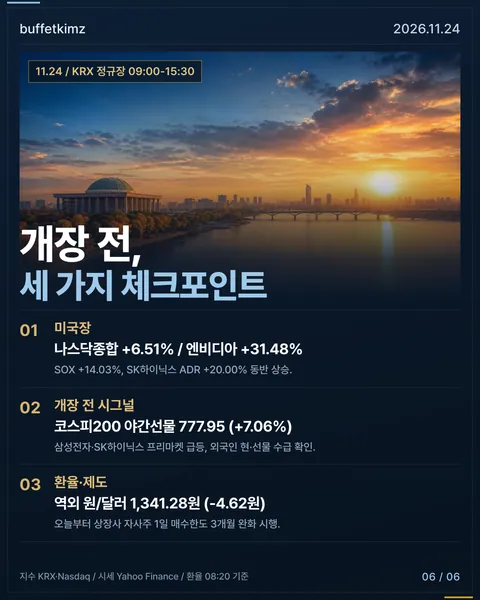 buffetkimz
2026.11.24
11.24 / KRX 정규장 09:00-15:30
개장 전,
세 가지 체크포인트
01 미국장
나스닥종합 +6.51% / 엔비디아 +31.48%
SOX +14.03%, SK하이닉스 ADR +20.00% 동반 상승.
02 개장 전 시그널
코스피200 야간선물 777.95 (+7.06%)
삼성전자·SK하이닉스 프리마켓 급등, 외국인 현·선물 수급 확인.
03 환율·제도
역외 원/달러 1,341.28원 (-4.62원)
오늘부터 상장사 자사주 1일 매수한도 3개월 완화 시행.
지수 KRX·Nasdaq / 시세 Yahoo Finance / 환율 08:20 기준
06 / 06